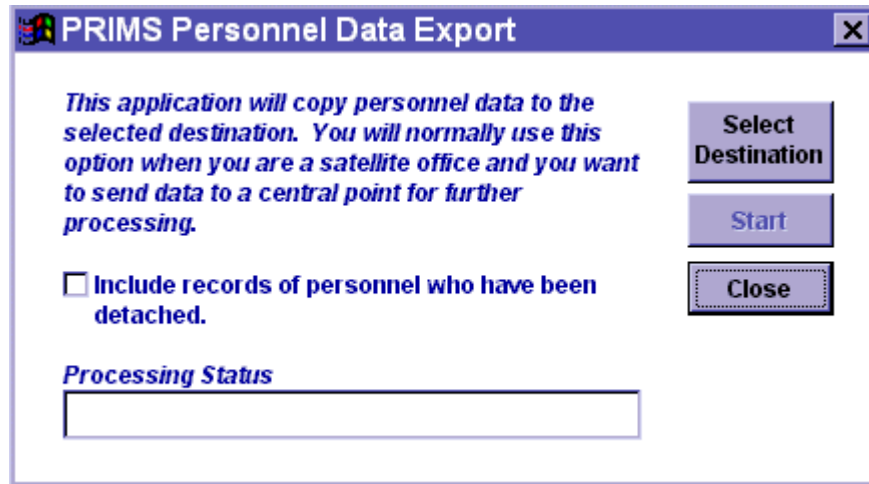 PRIMS Personnel Data Export
This application will copy personnel data to the
selected destination. You will normally use this
option when you are a satellite office and you want
to send data to a central point for further
processing.
Select
Destination
Start
Close
Include records of personnel who have been
detached.
Processing Status